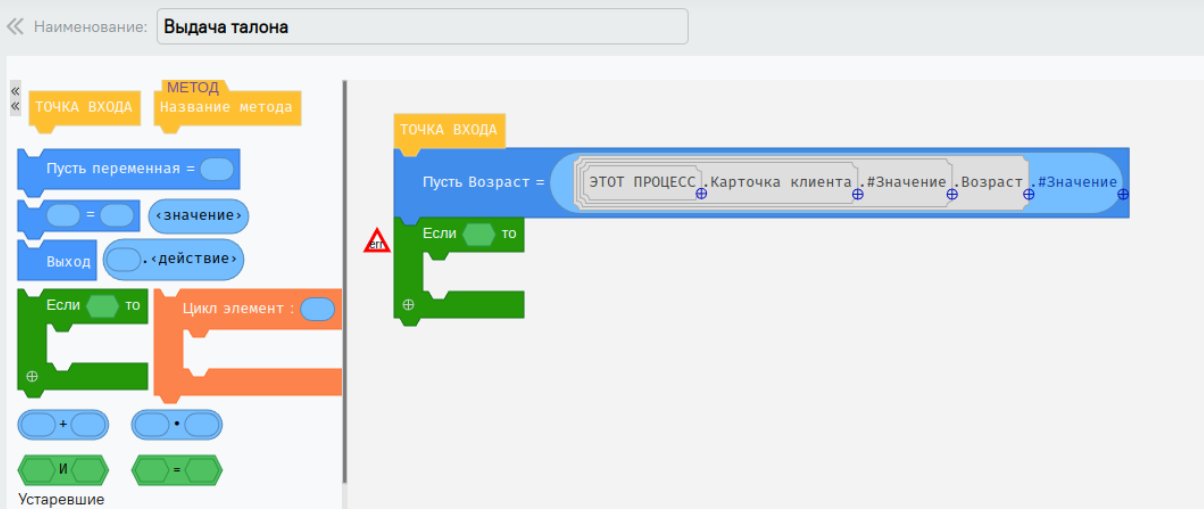 Наименование: Выдача талона
ТОЧКА ВХОДА
МЕТОД
Название метода
Пусть переменная =
= ‹значение›
Выход .‹действие›
Если то
Цикл элемент :
+
•
И
=
Устаревшие
ТОЧКА ВХОДА
Пусть Возраст = ЭТОТ ПРОЦЕСС .Карточка клиента .#Значение .Возраст .#Значение
err
Если то